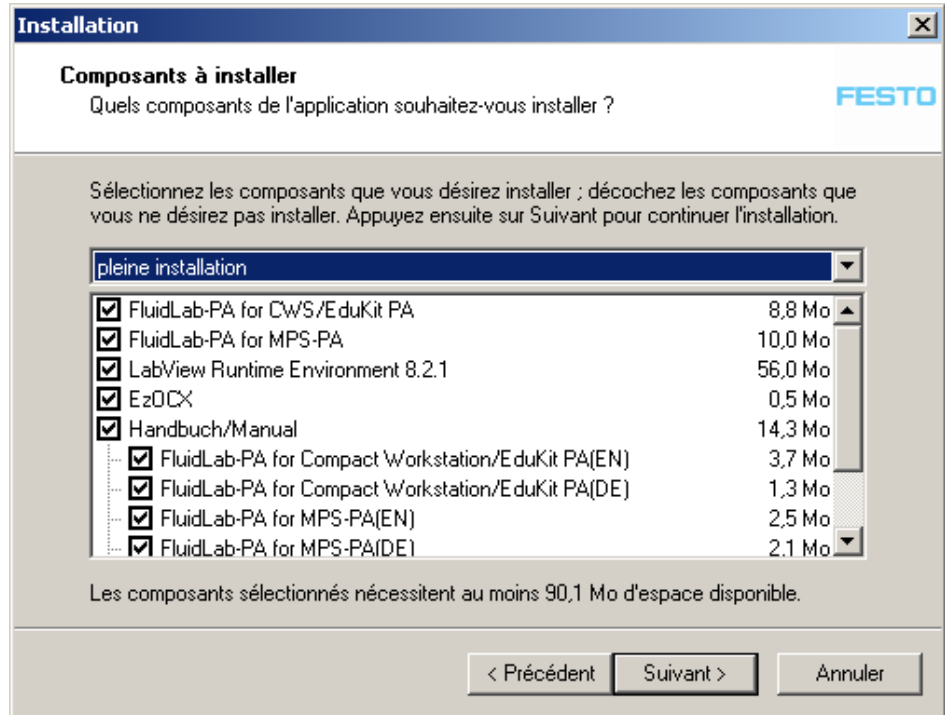 Installation
Composants à installer
Quels composants de l'application souhaitez-vous installer ?
FESTO
Sélectionnez les composants que vous désirez installer ; décochez les composants que
vous ne désirez pas installer. Appuyez ensuite sur Suivant pour continuer l'installation.
pleine installation
FluidLab-PA for CWS/EduKit PA 8,8 Mo
FluidLab-PA for MPS-PA 10,0 Mo
LabView Runtime Environment 8.2.1 56,0 Mo
EzOCX 0,5 Mo
Handbuch/Manual 14,3 Mo
FluidLab-PA for Compact Workstation/EduKit PA(EN) 3,7 Mo
FluidLab-PA for Compact Workstation/EduKit PA(DE) 1,3 Mo
FluidLab-PA for MPS-PA(EN) 2,5 Mo
FluidLab-PA for MPS-PA(DE) 2,1 Mo
Les composants sélectionnés nécessitent au moins 90,1 Mo d'espace disponible.
< Précédent Suivant > Annuler